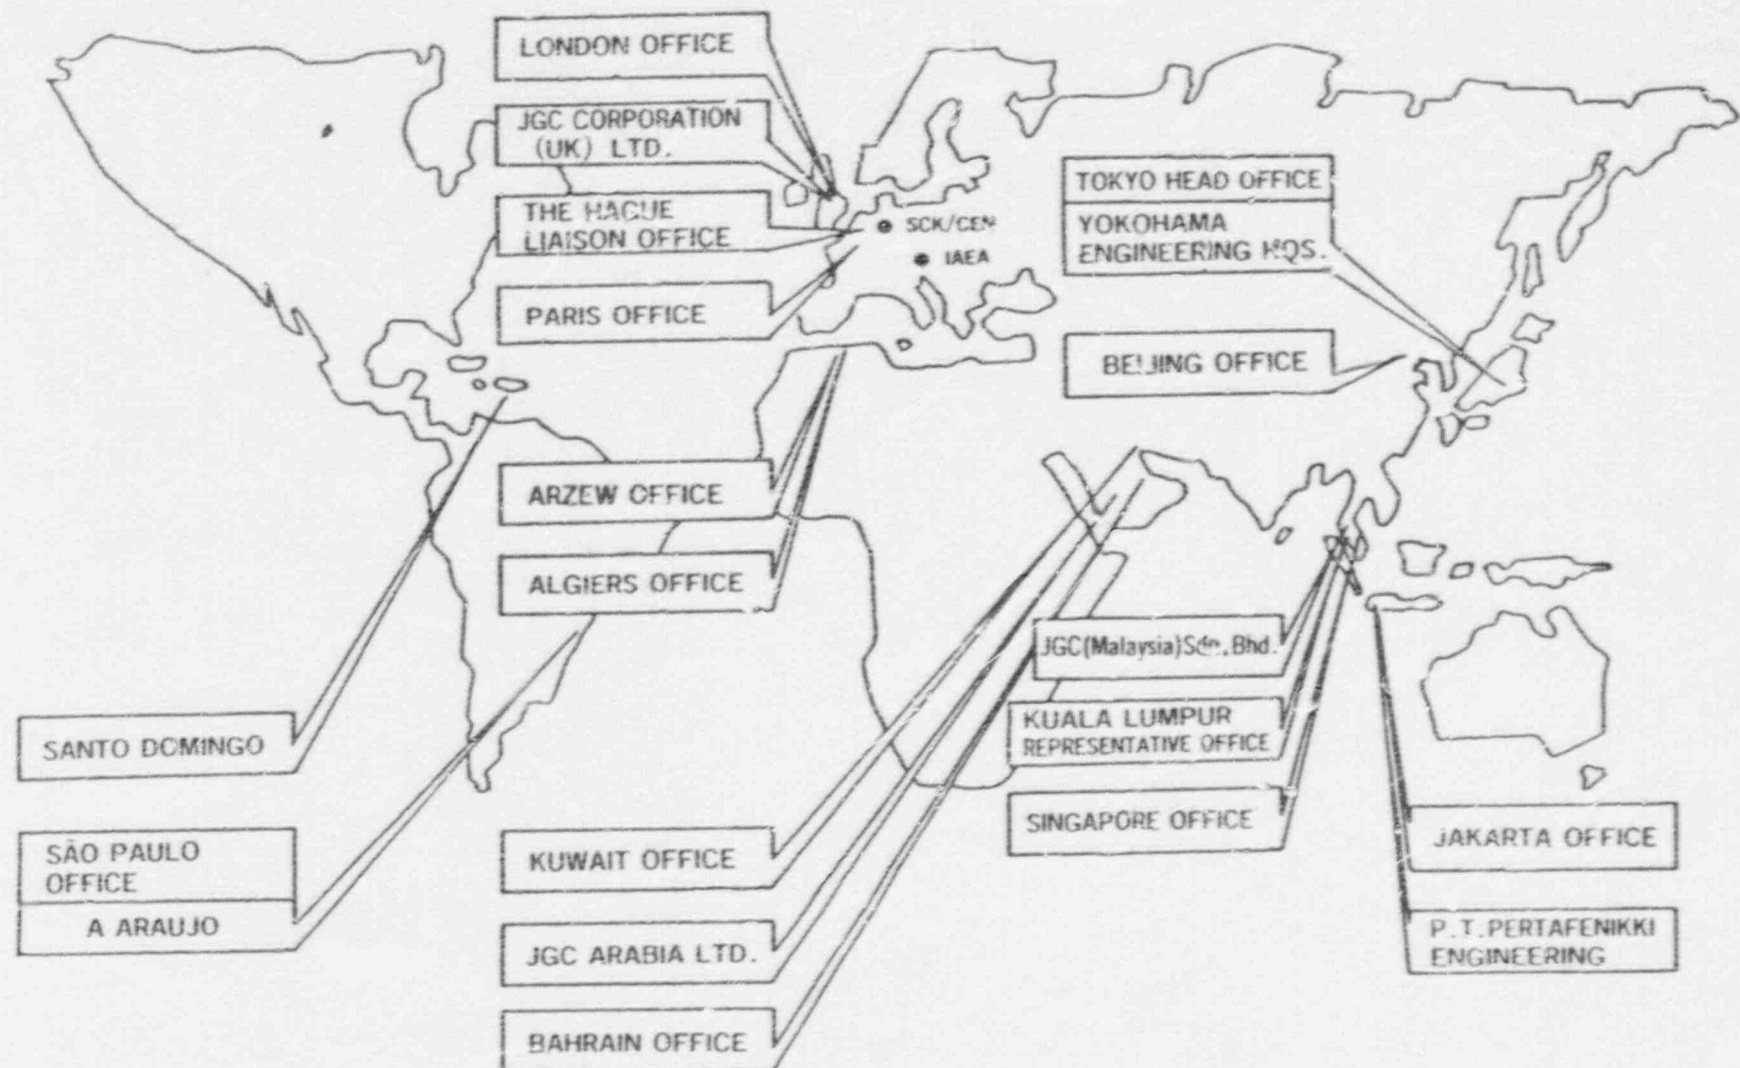 LONDON OFFICE
JGC CORPORATION
(UK) LTD.
THE HAGUE
LIAISON OFFICE
SCK/CEN
IAEA
PARIS OFFICE
TOKYO HEAD OFFICE
YOKOHAMA
ENGINEERING HQS.
BEIJING OFFICE
ARZEW OFFICE
ALGIERS OFFICE
JGC(Malaysia)Sdn.Bhd.
KUALA LUMPUR
REPRESENTATIVE OFFICE
SINGAPORE OFFICE
SANTO DOMINGO
SÃO PAULO
OFFICE
A ARAUJO
KUWAIT OFFICE
JGC ARABIA LTD.
BAHRAIN OFFICE
JAKARTA OFFICE
P.T.PERTAFENIKKI
ENGINEERING